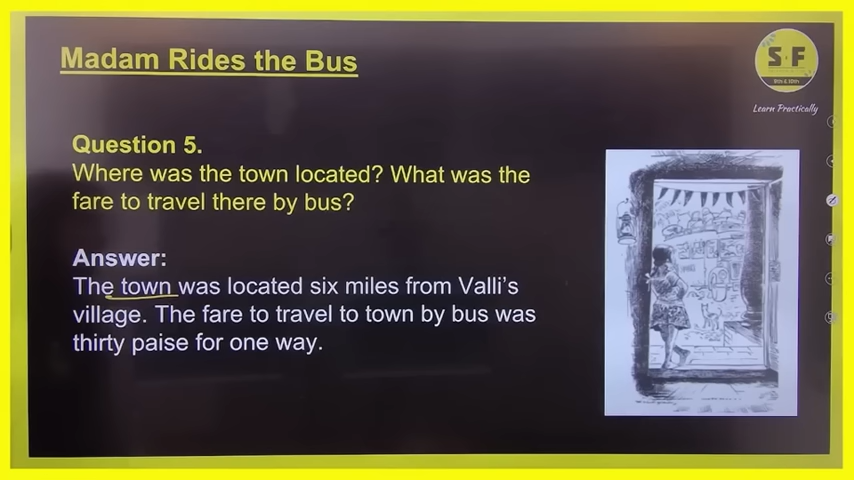 Madam Rides the Bus
S F
9th & 10th
Learn Practically
Question 5.
Where was the town located? What was the
fare to travel there by bus?
Answer:
The town was located six miles from Valli's
village. The fare to travel to town by bus was
thirty paise for one way.